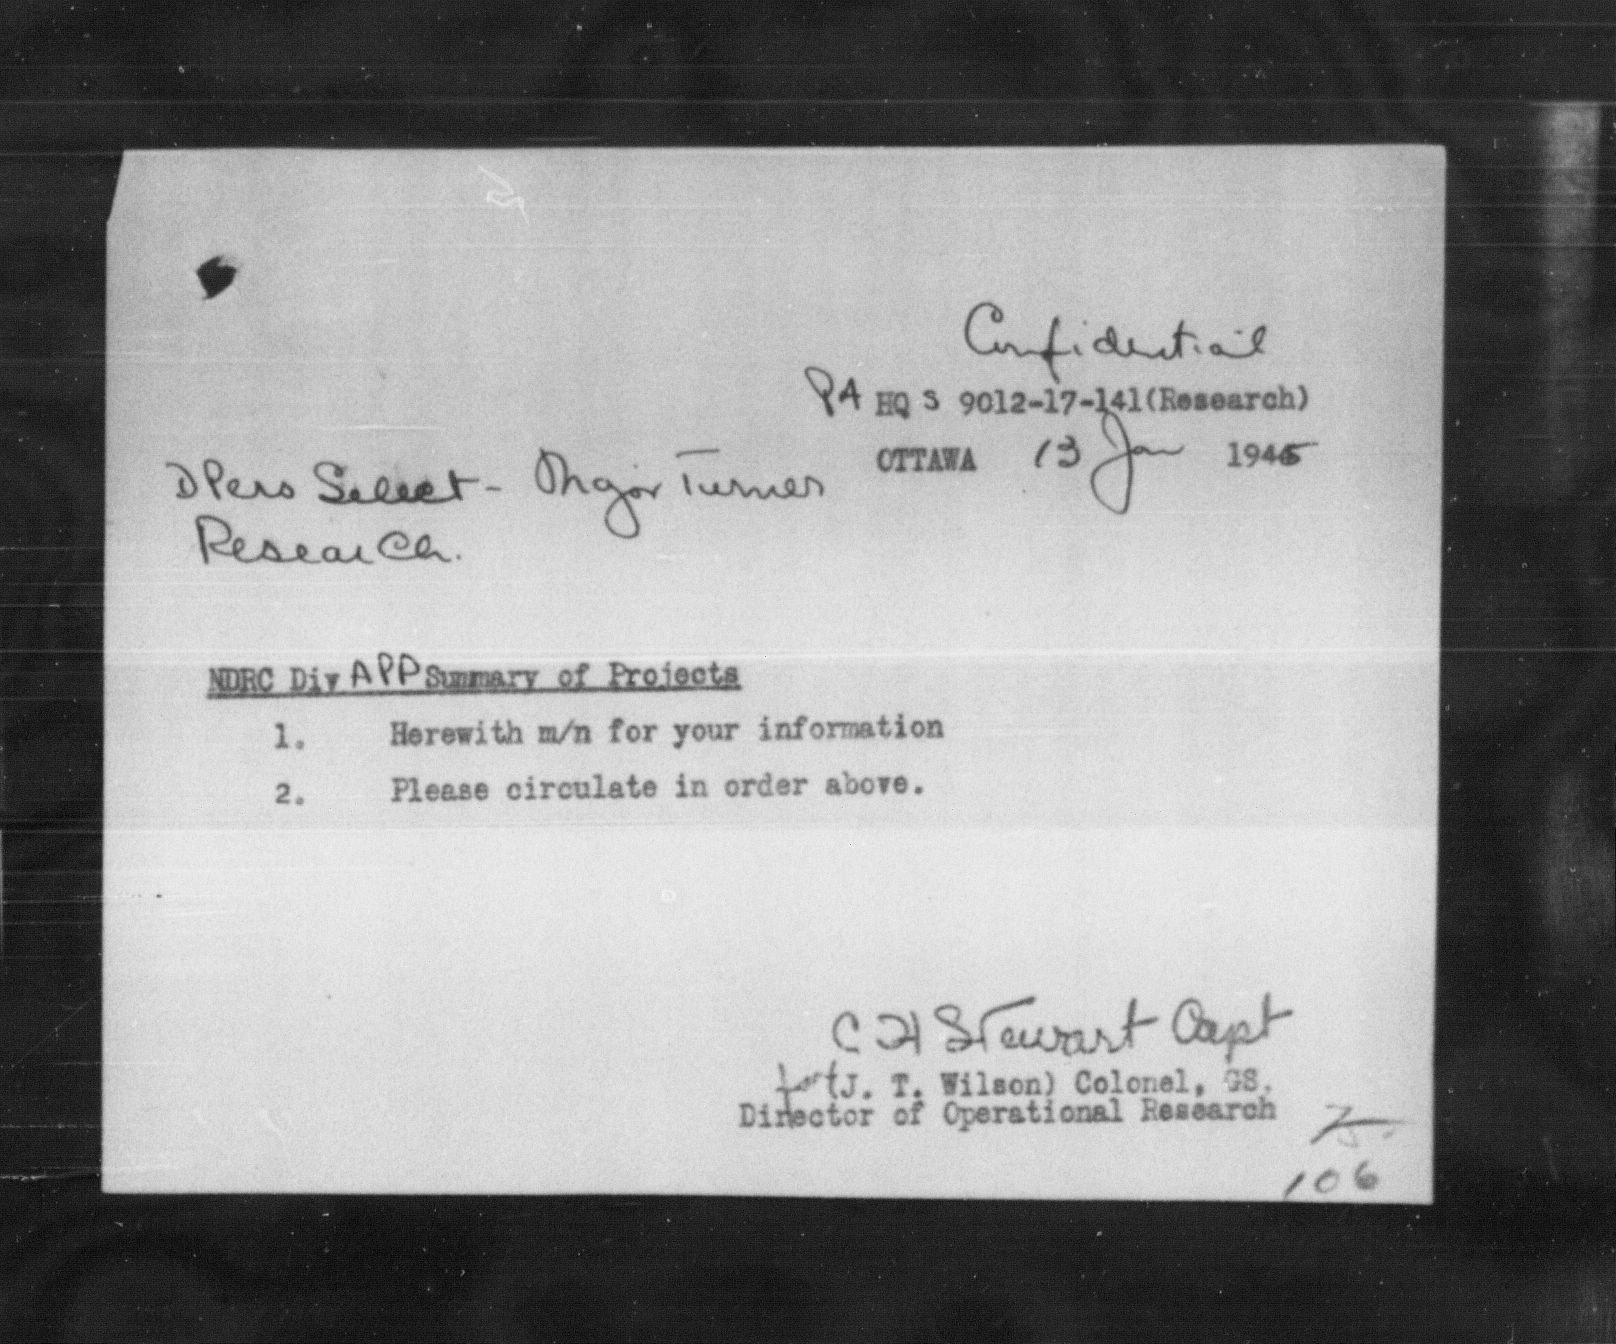 Confidential
PA HQ S 9012-17-141(Research)
OTTAWA 13 Jan 1945
DPers Select - Major Turner
Research.
NDRC Div APP Summary of Projects
1. Herewith m/n for your information
2. Please circulate in order above.
C H Stewart Capt
for (J. T. Wilson) Colonel, GS.
Director of Operational Research
106